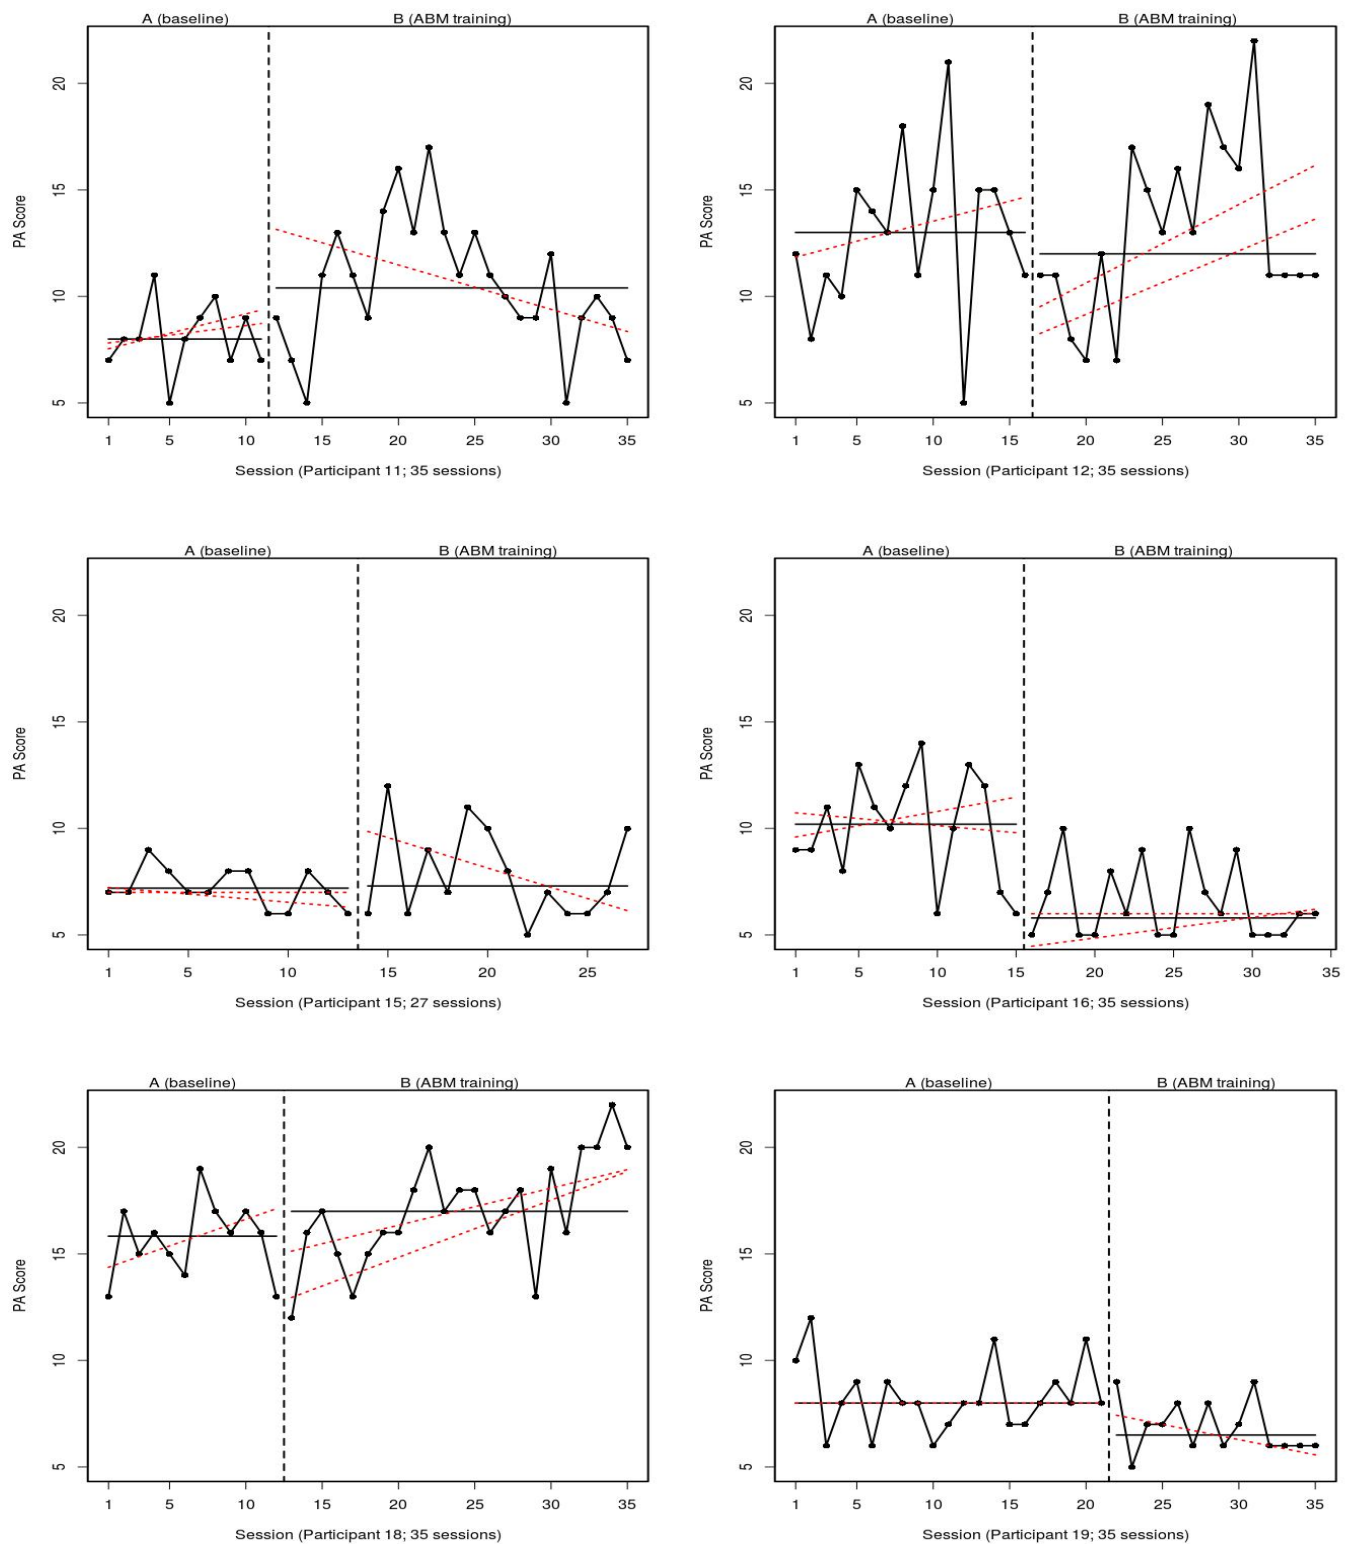 A (baseline) B (ABM training) A (baseline) B (ABM training)
PA Score PA Score
20 20
15 15
10 10
5 5
1 5 10 15 20 25 30 35 1 5 10 15 20 25 30 35
Session (Participant 11; 35 sessions) Session (Participant 12; 35 sessions)
A (baseline) B (ABM training) A (baseline) B (ABM training)
PA Score PA Score
20 20
15 15
10 10
5 5
1 5 10 15 20 25 1 5 10 15 20 25 30 35
Session (Participant 15; 27 sessions) Session (Participant 16; 35 sessions)
A (baseline) B (ABM training) A (baseline) B (ABM training)
PA Score PA Score
20 20
15 15
10 10
5 5
1 5 10 15 20 25 30 35 1 5 10 15 20 25 30 35
Session (Participant 18; 35 sessions) Session (Participant 19; 35 sessions)